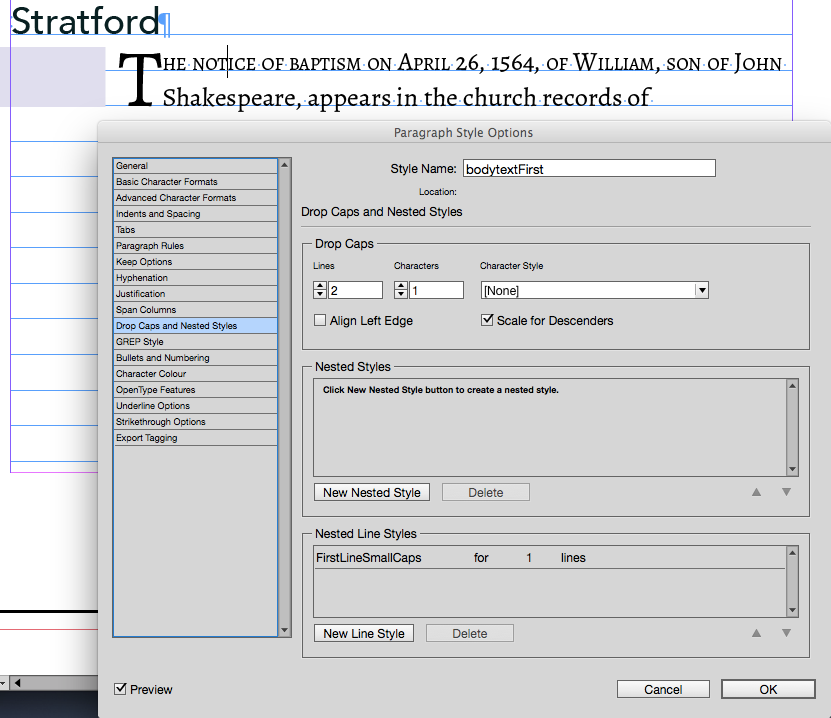 Stratford¶
THE NOTICE OF BAPTISM ON APRIL 26, 1564, OF WILLIAM, SON OF JOHN
Shakespeare, appears in the church records of
Paragraph Style Options
General
Basic Character Formats
Advanced Character Formats
Indents and Spacing
Tabs
Paragraph Rules
Keep Options
Hyphenation
Justification
Span Columns
Drop Caps and Nested Styles
GREP Style
Bullets and Numbering
Character Colour
OpenType Features
Underline Options
Strikethrough Options
Export Tagging
Style Name: bodytextFirst
Location:
Drop Caps and Nested Styles
Drop Caps
Lines Characters Character Style
2 1 [None]
Align Left Edge Scale for Descenders
Nested Styles
Click New Nested Style button to create a nested style.
New Nested Style Delete
Nested Line Styles
FirstLineSmallCaps for 1 lines
New Line Style Delete
Preview Cancel OK